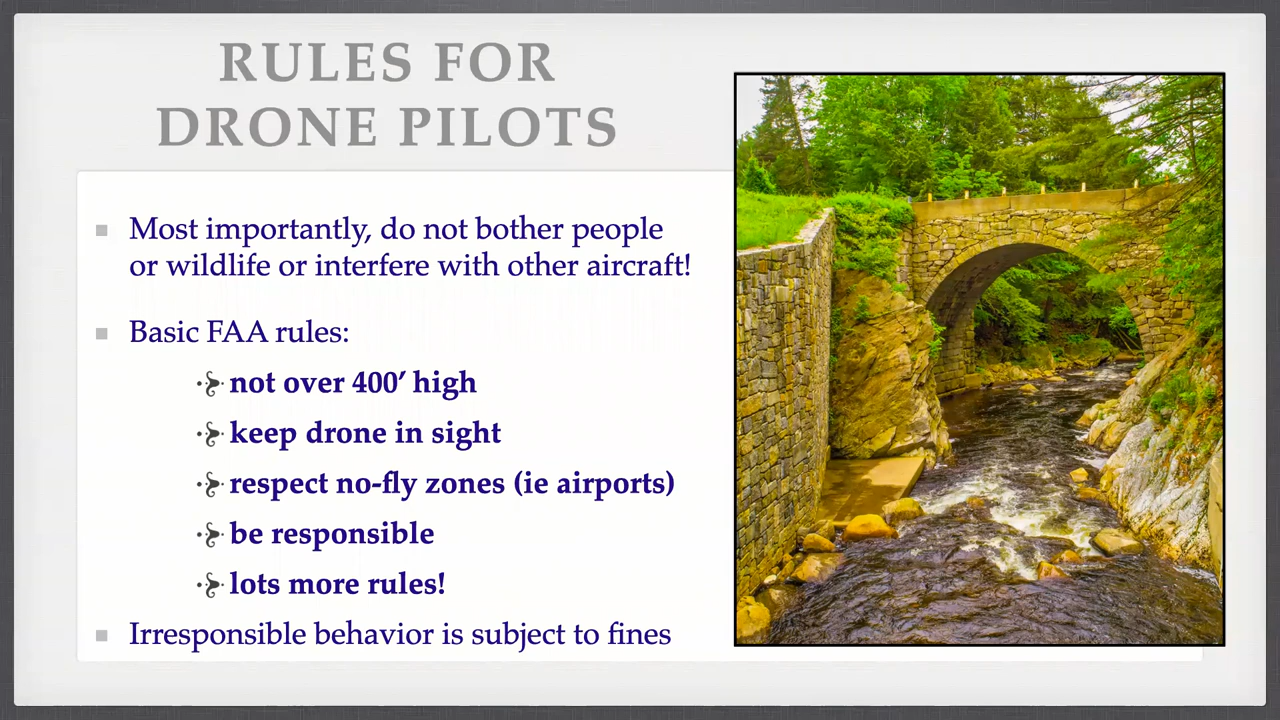 RULES FOR
DRONE PILOTS
Most importantly, do not bother people
or wildlife or interfere with other aircraft!
Basic FAA rules:
not over 400′ high
keep drone in sight
respect no-fly zones (ie airports)
be responsible
lots more rules!
Irresponsible behavior is subject to fines